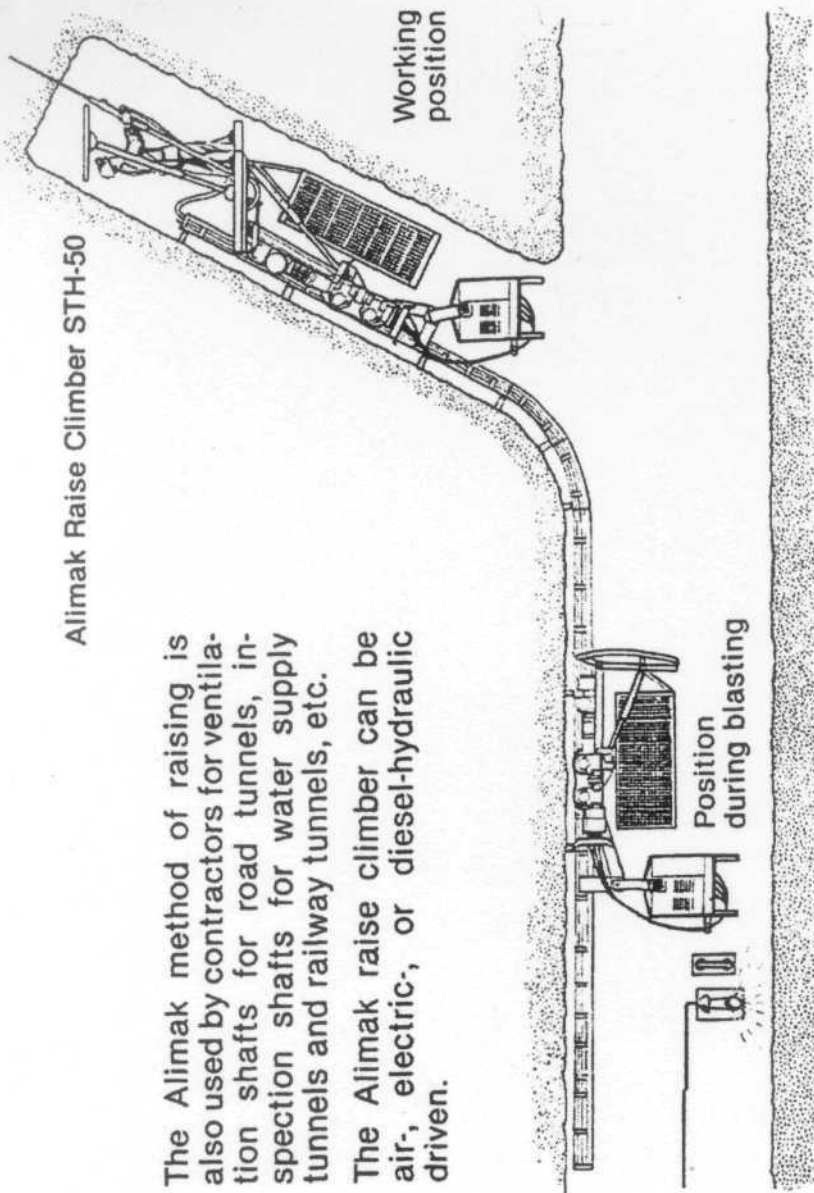 Alimak Raise Climber STH-50
The Alimak method of raising is
also used by contractors for ventila-
tion shafts for road tunnels, in-
spection shafts for water supply
tunnels and railway tunnels, etc.
The Alimak raise climber can be
air-, electric-, or diesel-hydraulic
driven.
Working
position
Position
during blasting